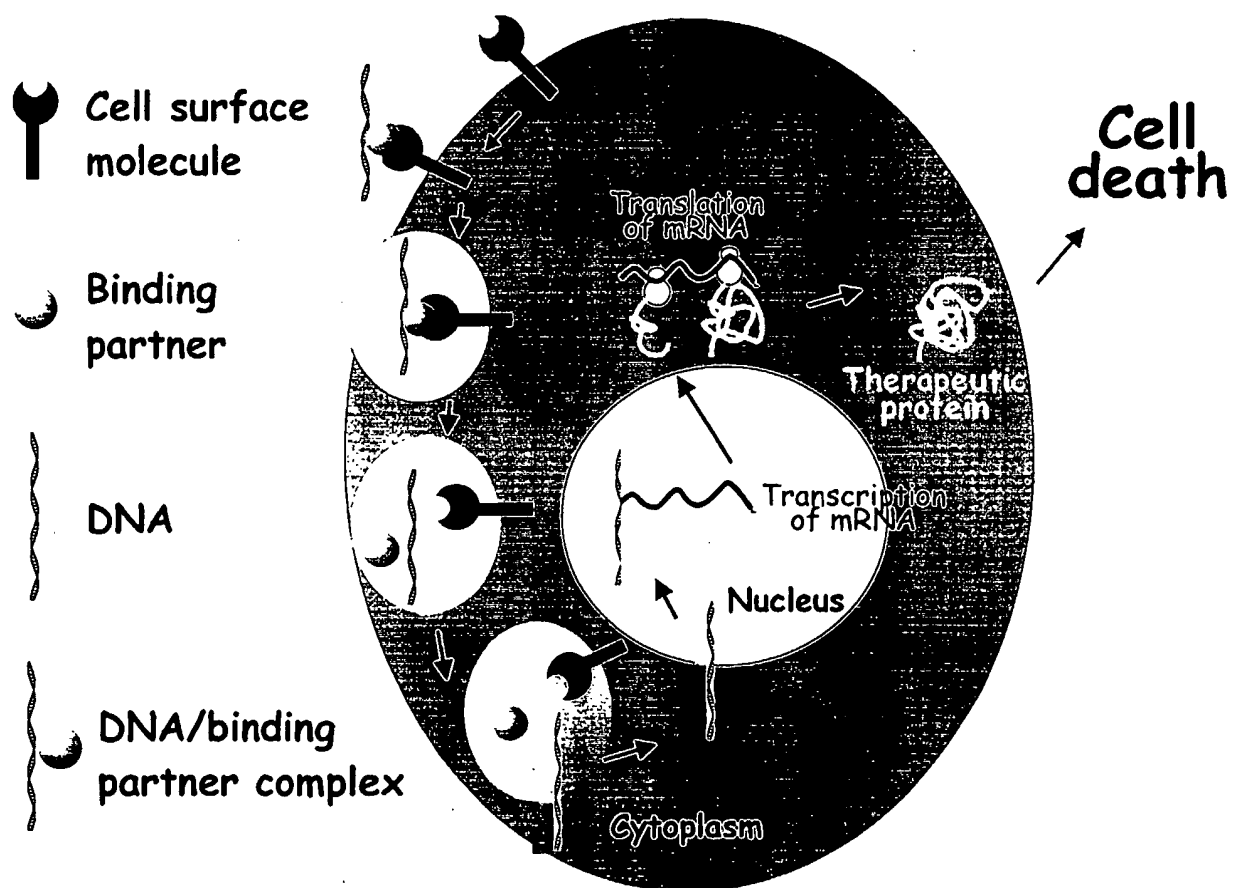 Cell surface
molecule
Binding
partner
DNA
DNA/binding
partner complex
Translation
of mRNA
Therapeutic
protein
Transcription
of mRNA
Nucleus
Cytoplasm
Cell
death